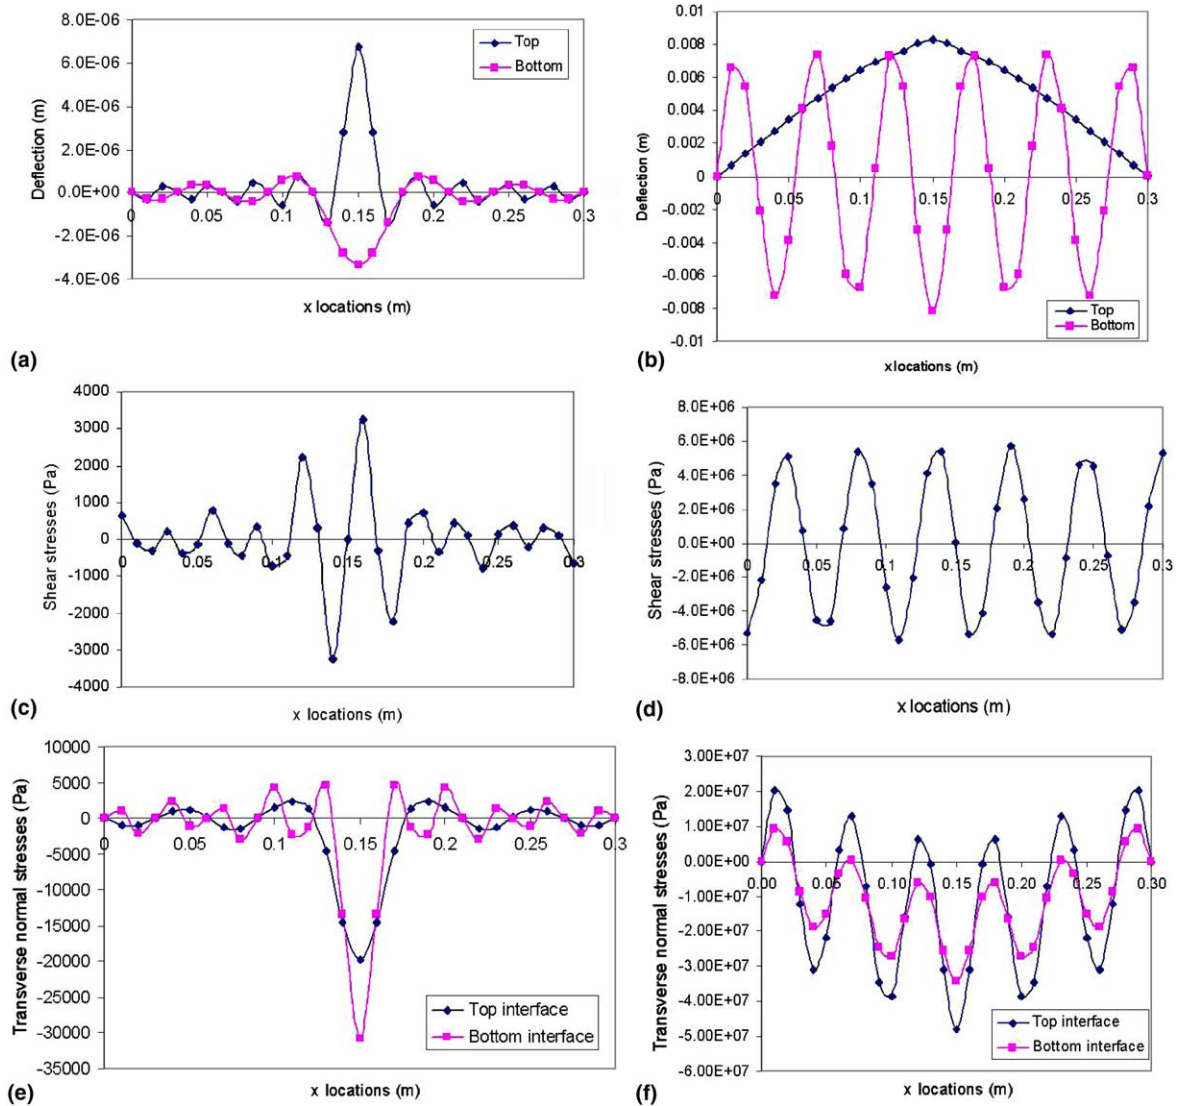 8.0E-06
6.0E-06
4.0E-06
2.0E-06
0.0E+00
-2.0E-06
-4.0E-06
Deflection (m)
0 0.05 0.1 0.15 0.2 0.25 0.3
x locations (m)
Top
Bottom
(a)
0.01
0.008
0.006
0.004
0.002
0
-0.002
-0.004
-0.006
-0.008
-0.01
Deflection (m)
0 0.05 0.1 0.15 0.2 0.25 0.3
x locations (m)
Top
Bottom
(b)
4000
3000
2000
1000
0
-1000
-2000
-3000
-4000
Shear stresses (Pa)
0 0.05 0.1 0.15 0.2 0.25 0.3
x locations (m)
(c)
8.0E+06
6.0E+06
4.0E+06
2.0E+06
0.0E+00
-2.0E+06
-4.0E+06
-6.0E+06
-8.0E+06
Shear stresses (Pa)
0 0.05 0.1 0.15 0.2 0.25 0.3
x locations (m)
(d)
10000
5000
0
-5000
-10000
-15000
-20000
-25000
-30000
-35000
Transverse normal stresses (Pa)
0 0.05 0.1 0.15 0.2 0.25 0.3
x locations (m)
Top interface
Bottom interface
(e)
3.00E+07
2.00E+07
1.00E+07
0.00E+00
-1.00E+07
-2.00E+07
-3.00E+07
-4.00E+07
-5.00E+07
-6.00E+07
Transverse normal stresses (Pa)
0.00 0.05 0.10 0.15 0.20 0.25 0.30
x locations (m)
Top interface
Bottom interface
(f)